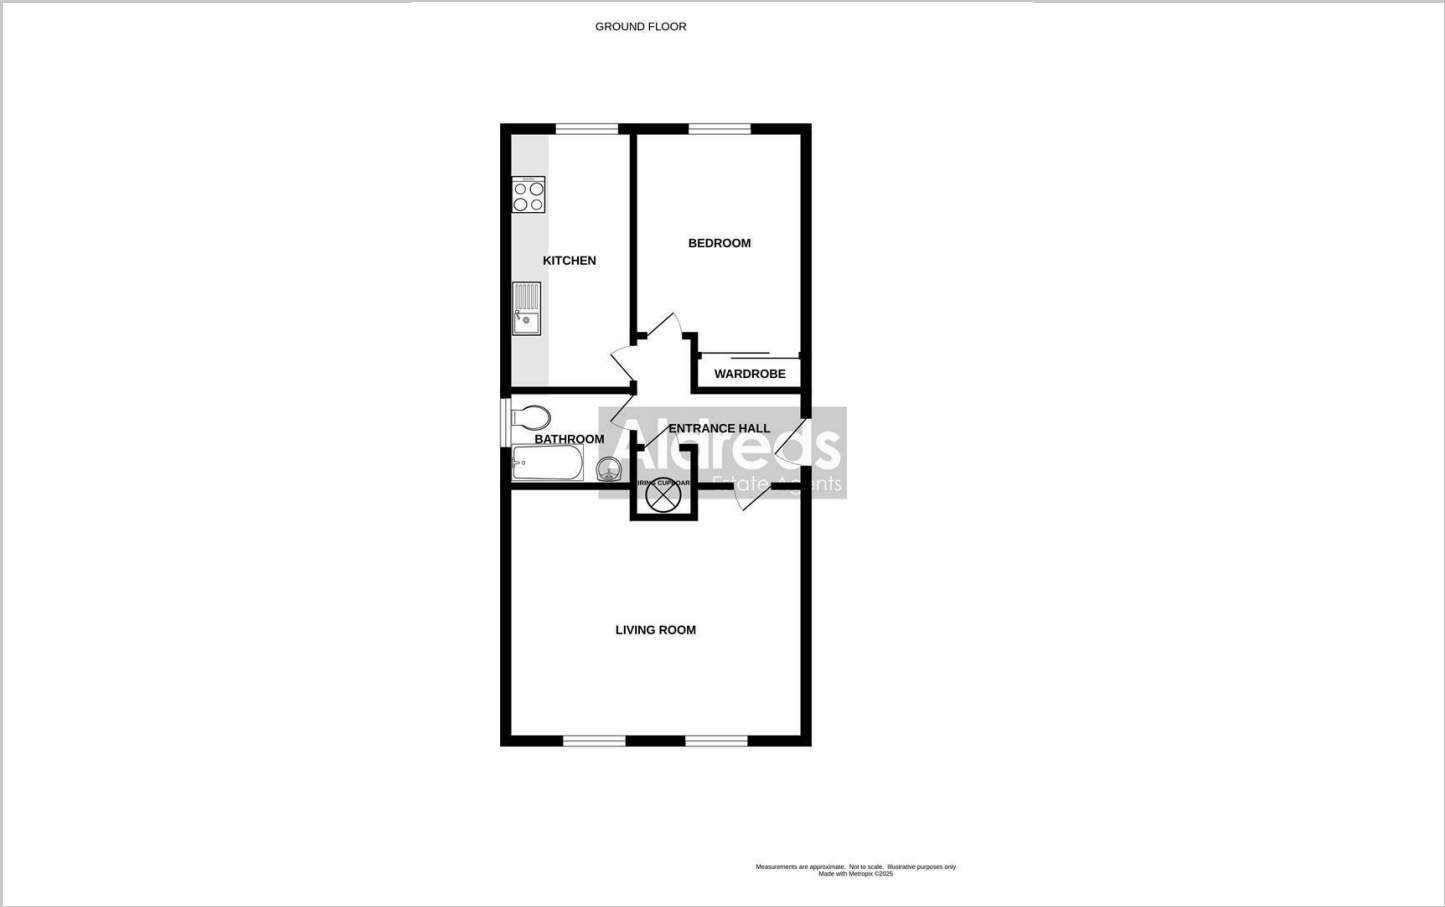 GROUND FLOOR
BEDROOM
KITCHEN
WARDROBE
ENTRANCE HALL
BATHROOM
Aldreds
Estate Agents
LIVING ROOM
Measurements are approximate. Not to scale. Illustrative purposes only
Made with Metropix ©2025